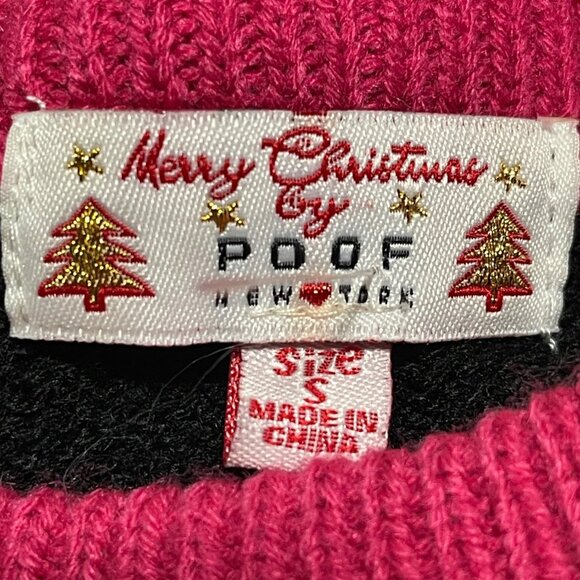 Merry Christmas
by
POOF
NEW YORK
Size
S
MADE IN
CHINA